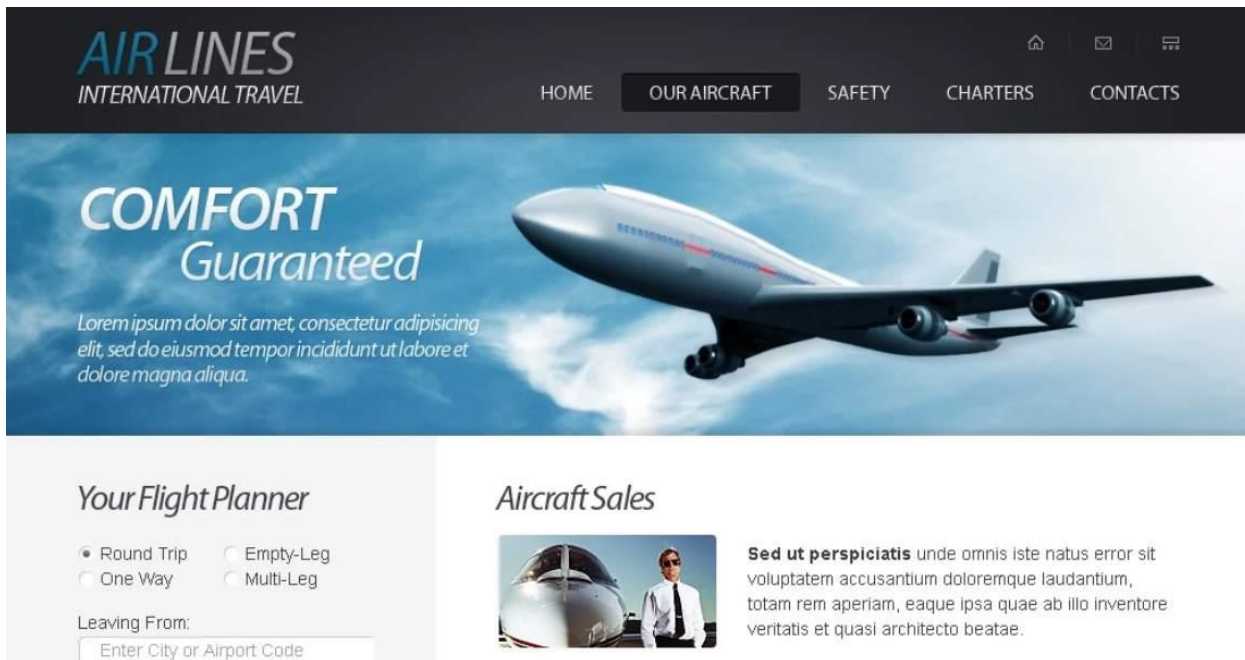 AIRLINES
INTERNATIONAL TRAVEL
HOME OUR AIRCRAFT SAFETY CHARTERS CONTACTS
COMFORT
Guaranteed
Lorem ipsum dolor sit amet, consectetur adipisicing
elit, sed do eiusmod tempor incididunt ut labore et
dolore magna aliqua.
Your Flight Planner
Round Trip Empty-Leg
One Way Multi-Leg
Leaving From:
Enter City or Airport Code
Aircraft Sales
Sed ut perspiciatis unde omnis iste natus error sit
voluptatem accusantium doloremque laudantium,
totam rem aperiam, eaque ipsa quae ab illo inventore
veritatis et quasi architecto beatae.